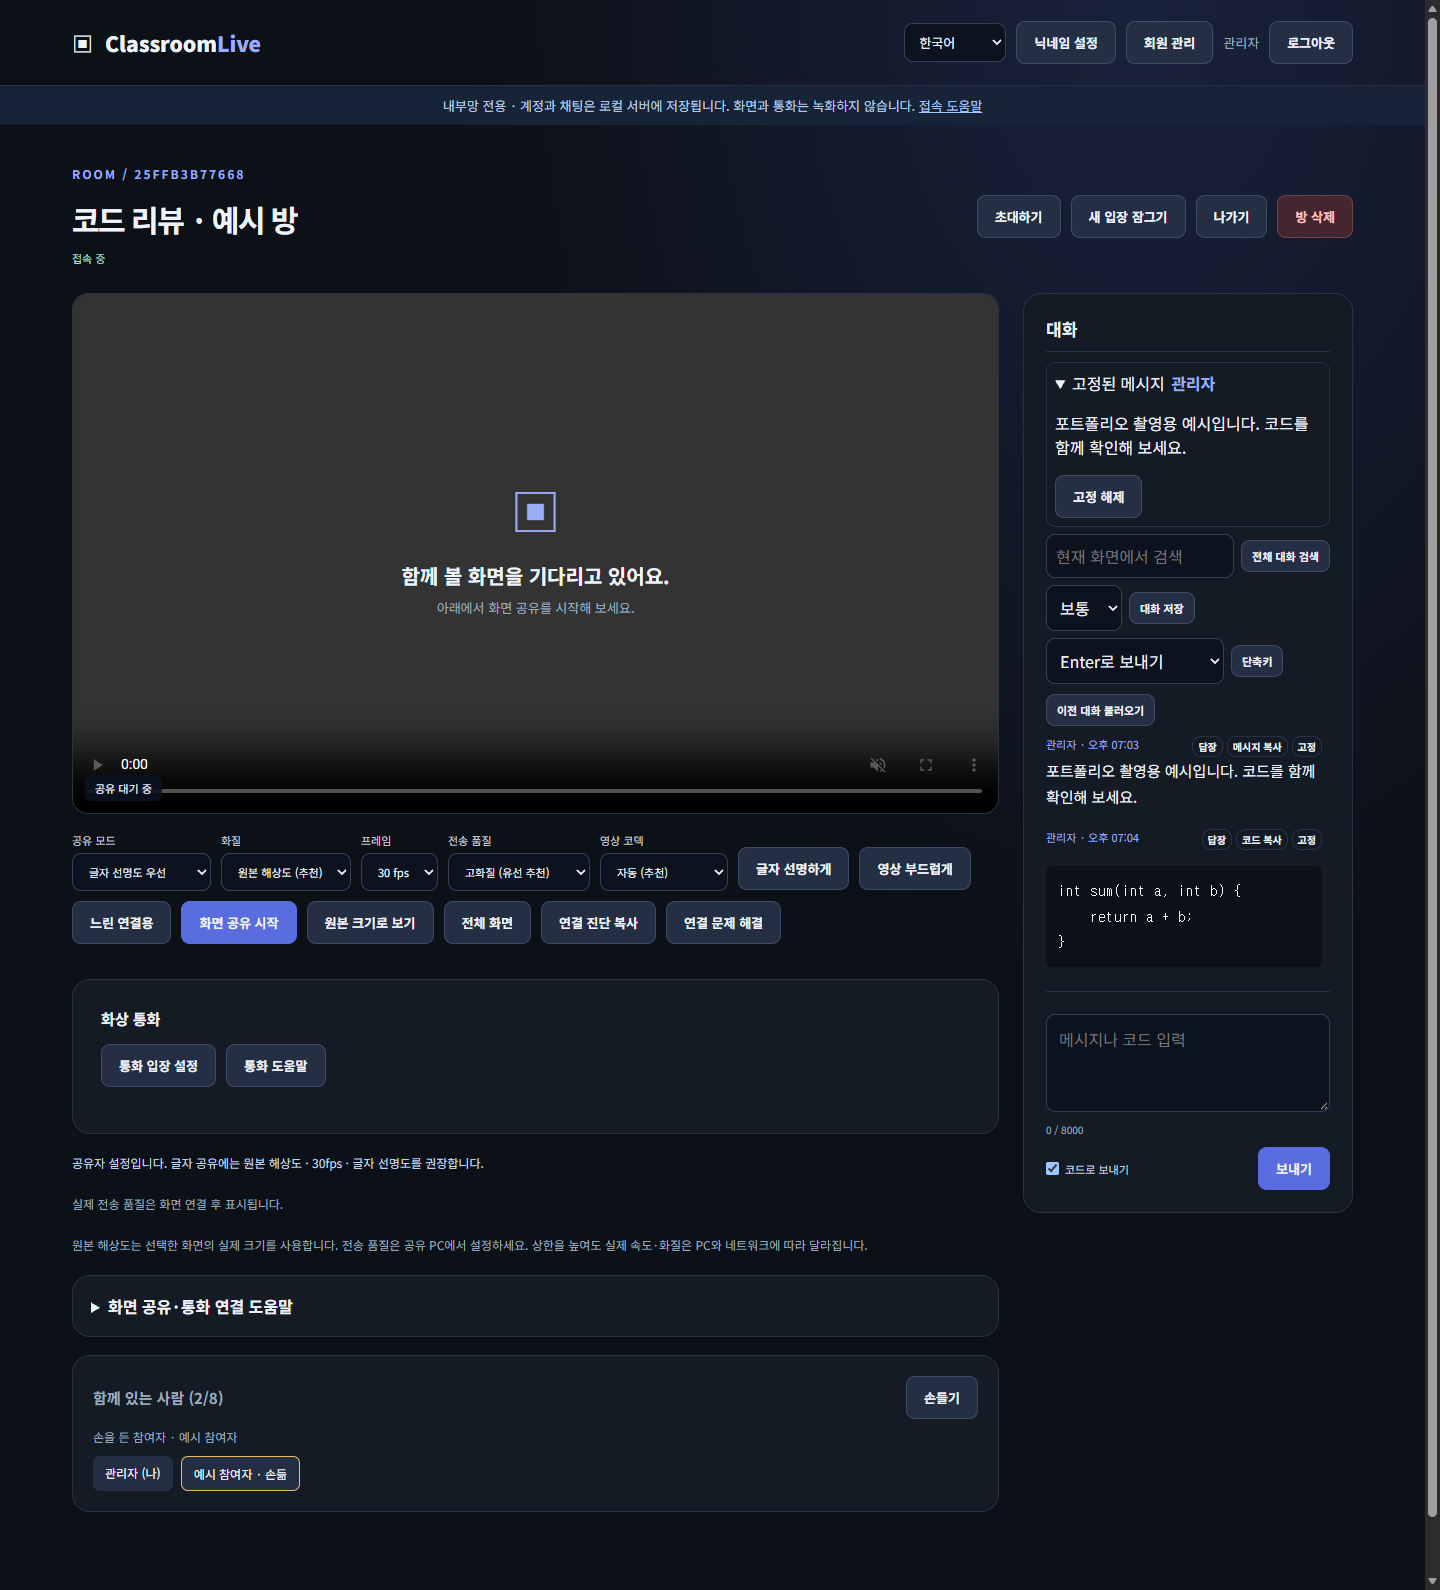 ClassroomLive
한국어
닉네임 설정
회원 관리
관리자
로그아웃
내부망 전용 · 계정과 채팅은 로컬 서버에 저장됩니다. 화면과 통화는 녹화하지 않습니다. 접속 도움말
ROOM / 25FFB3B77668
코드 리뷰 · 예시 방
접속 중
초대하기
새 입장 잠그기
나가기
방 삭제
함께 볼 화면을 기다리고 있어요.
아래에서 화면 공유를 시작해 보세요.
0:00
공유 대기 중
공유 모드
화질
프레임
전송 품질
영상 코덱
글자 선명도 우선
원본 해상도 (추천)
30 fps
고화질 (유선 추천)
자동 (추천)
글자 선명하게
영상 부드럽게
느린 연결용
화면 공유 시작
원본 크기로 보기
전체 화면
연결 진단 복사
연결 문제 해결
화상 통화
통화 입장 설정
통화 도움말
공유자 설정입니다. 글자 공유에는 원본 해상도 · 30fps · 글자 선명도를 권장합니다.
실제 전송 품질은 화면 연결 후 표시됩니다.
원본 해상도는 선택한 화면의 실제 크기를 사용합니다. 전송 품질은 공유 PC에서 설정하세요. 상한을 높여도 실제 속도·화질은 PC와 네트워크에 따라 달라집니다.
▶ 화면 공유·통화 연결 도움말
함께 있는 사람 (2/8)
손들기
손을 든 참여자 · 예시 참여자
관리자 (나)
예시 참여자 · 손듦
대화
▼ 고정된 메시지 관리자
포트폴리오 촬영용 예시입니다. 코드를
함께 확인해 보세요.
고정 해제
현재 화면에서 검색
전체 대화 검색
보통
대화 저장
Enter로 보내기
단축키
이전 대화 불러오기
관리자 · 오후 07:03
답장
메시지 복사
고정
포트폴리오 촬영용 예시입니다. 코드를 함께
확인해 보세요.
관리자 · 오후 07:04
답장
코드 복사
고정
int sum(int a, int b) {
    return a + b;
}
메시지나 코드 입력
0 / 8000
코드로 보내기
보내기